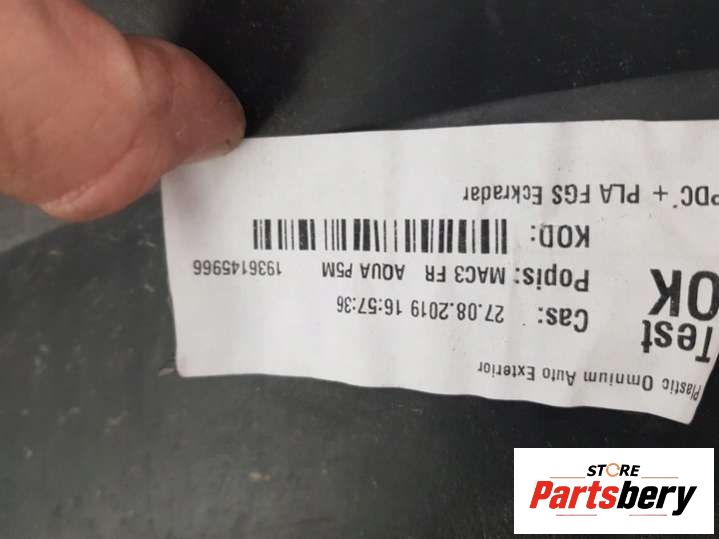 Plastic Omnium Auto Exterior
Test
OK
Cas: 27.08.2019 16:57:36
Popis: MAC3 FR AQUA P5M 1936145966
KOD:
PDC + PLA FGS Eckradar
STORE
Partsbery